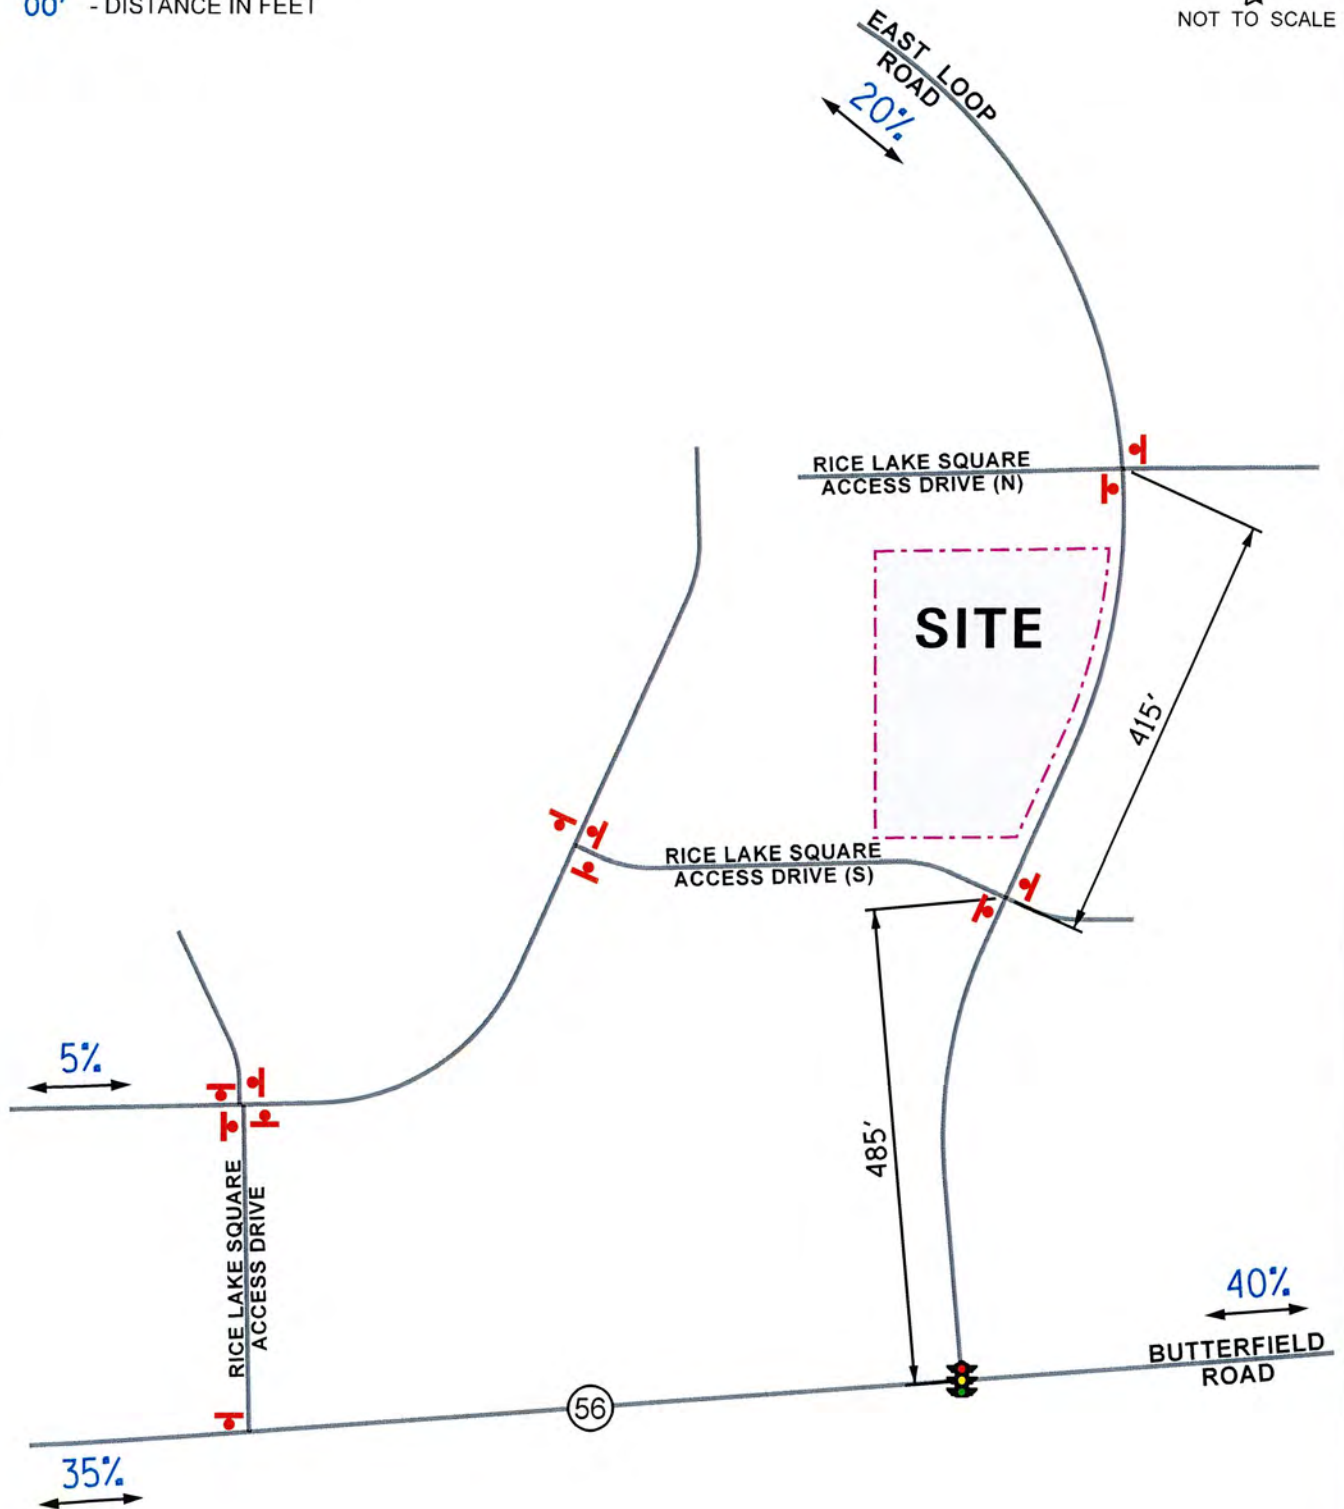 00' - DISTANCE IN FEET
NOT TO SCALE
EAST LOOP
ROAD
20%
RICE LAKE SQUARE
ACCESS DRIVE (N)
SITE
415'
RICE LAKE SQUARE
ACCESS DRIVE (S)
5%
485'
RICE LAKE SQUARE
ACCESS DRIVE
40%
BUTTERFIELD
ROAD
56
35%